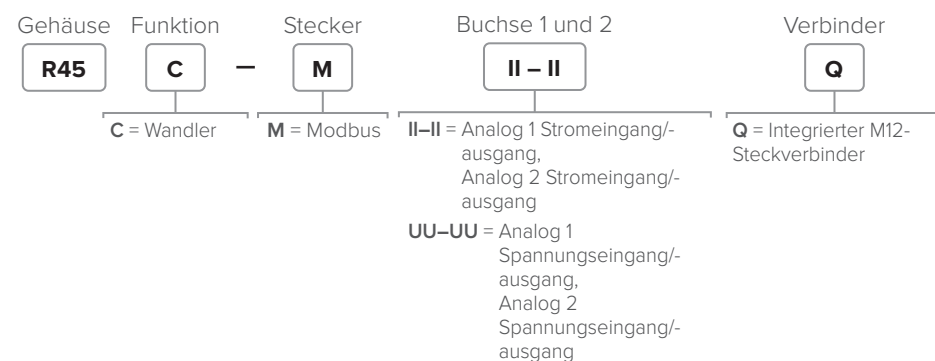 Gehäuse Funktion Stecker Buchse 1 und 2 Verbinder
R45 C – M II – II Q
C = Wandler
M = Modbus
II–II = Analog 1 Stromeingang/-
ausgang,
Analog 2 Stromeingang/-
ausgang
UU–UU = Analog 1
Spannungseingang/-
ausgang,
Analog 2
Spannungseingang/-
ausgang
Q = Integrierter M12-
Steckverbinder